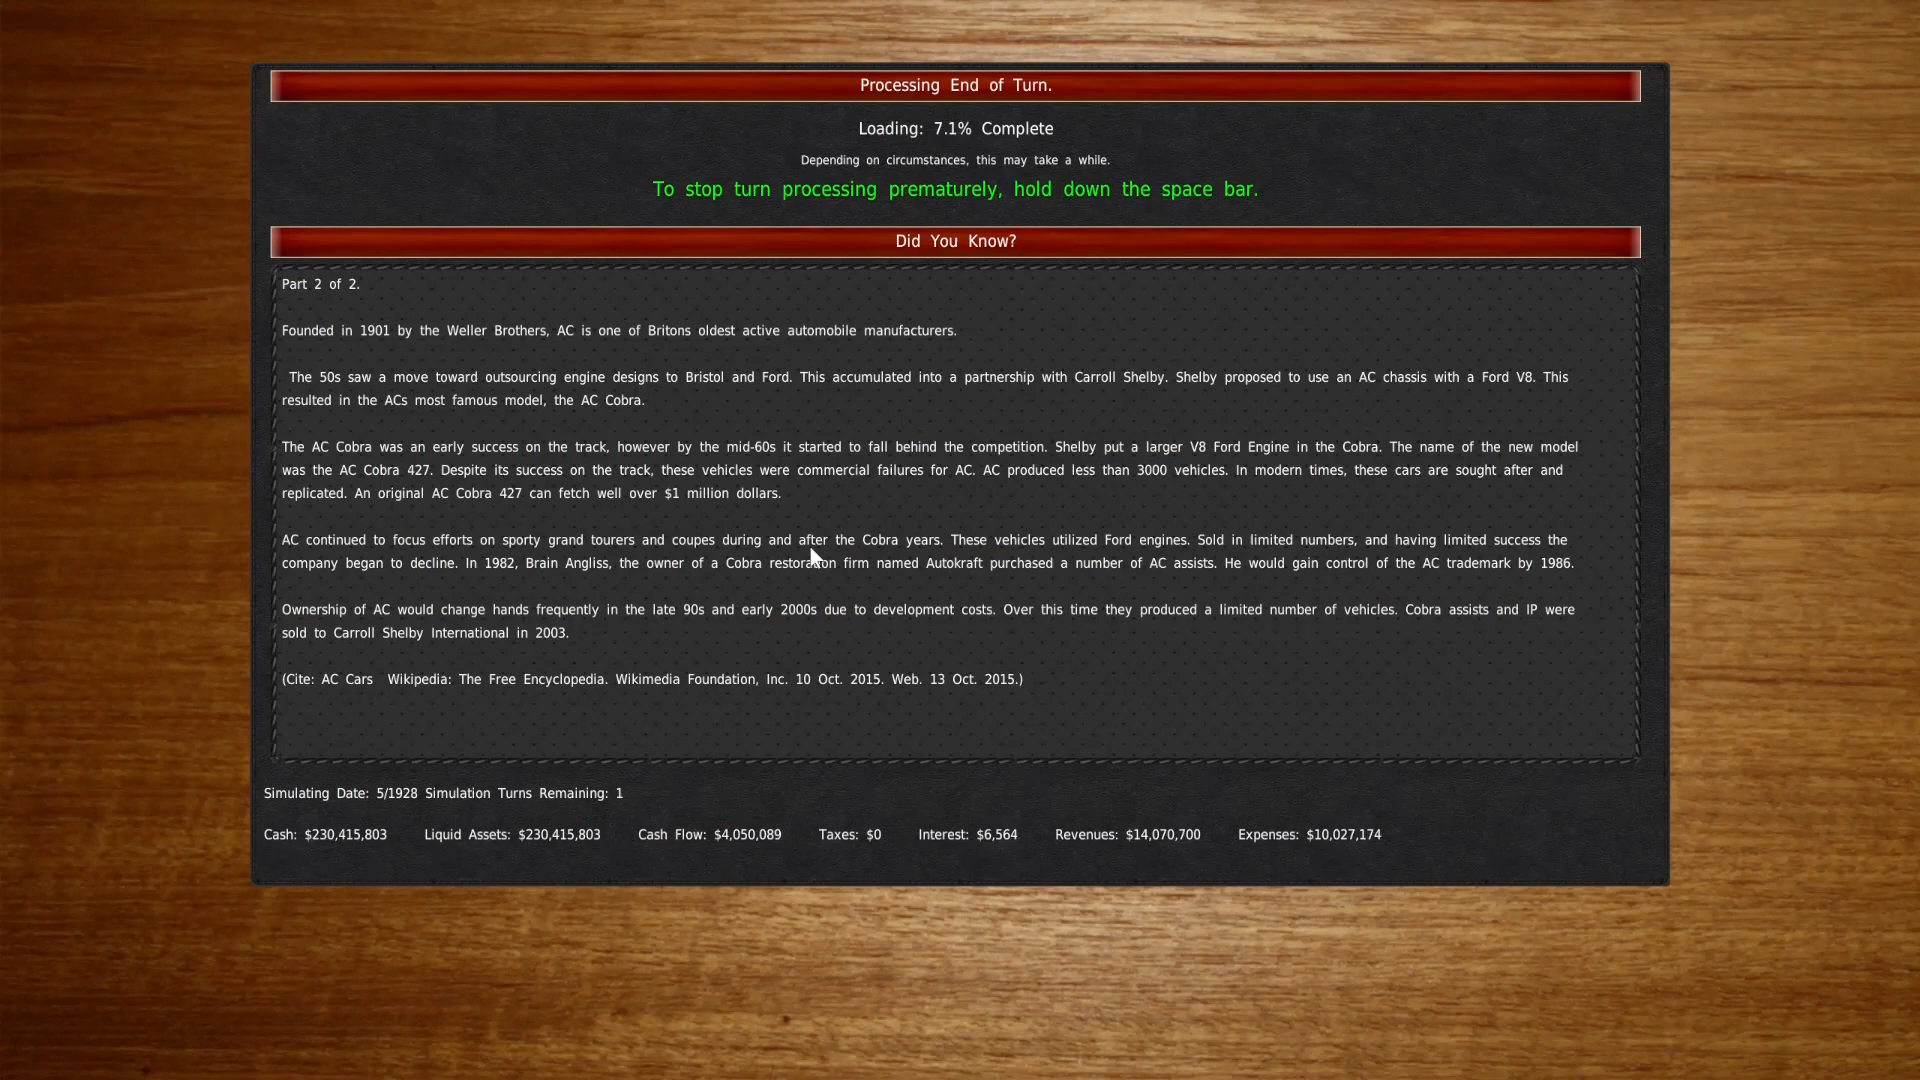 Processing End of Turn.
Loading: 7.1% Complete
Depending on circumstances, this may take a while.
To stop turn processing prematurely, hold down the space bar.
Did You Know?
Part 2 of 2.
Founded in 1901 by the Weller Brothers, AC is one of Britons oldest active automobile manufacturers.
The 50s saw a move toward outsourcing engine designs to Bristol and Ford. This accumulated into a partnership with Carroll Shelby. Shelby proposed to use an AC chassis with a Ford V8. This
resulted in the ACs most famous model, the AC Cobra.
The AC Cobra was an early success on the track, however by the mid-60s it started to fall behind the competition. Shelby put a larger V8 Ford Engine in the Cobra. The name of the new model
was the AC Cobra 427. Despite its success on the track, these vehicles were commercial failures for AC. AC produced less than 3000 vehicles. In modern times, these cars are sought after and
replicated. An original AC Cobra 427 can fetch well over $1 million dollars.
AC continued to focus efforts on sporty grand tourers and coupes during and after the Cobra years. These vehicles utilized Ford engines. Sold in limited numbers, and having limited success the
company began to decline. In 1982, Brain Angliss, the owner of a Cobra restoration firm named Autokraft purchased a number of AC assists. He would gain control of the AC trademark by 1986.
Ownership of AC would change hands frequently in the late 90s and early 2000s due to development costs. Over this time they produced a limited number of vehicles. Cobra assists and IP were
sold to Carroll Shelby International in 2003.
(Cite: AC Cars  Wikipedia: The Free Encyclopedia. Wikimedia Foundation, Inc. 10 Oct. 2015. Web. 13 Oct. 2015.)
Simulating Date: 5/1928 Simulation Turns Remaining: 1
Cash: $230,415,803 Liquid Assets: $230,415,803 Cash Flow: $4,050,089 Taxes: $0 Interest: $6,564 Revenues: $14,070,700 Expenses: $10,027,174